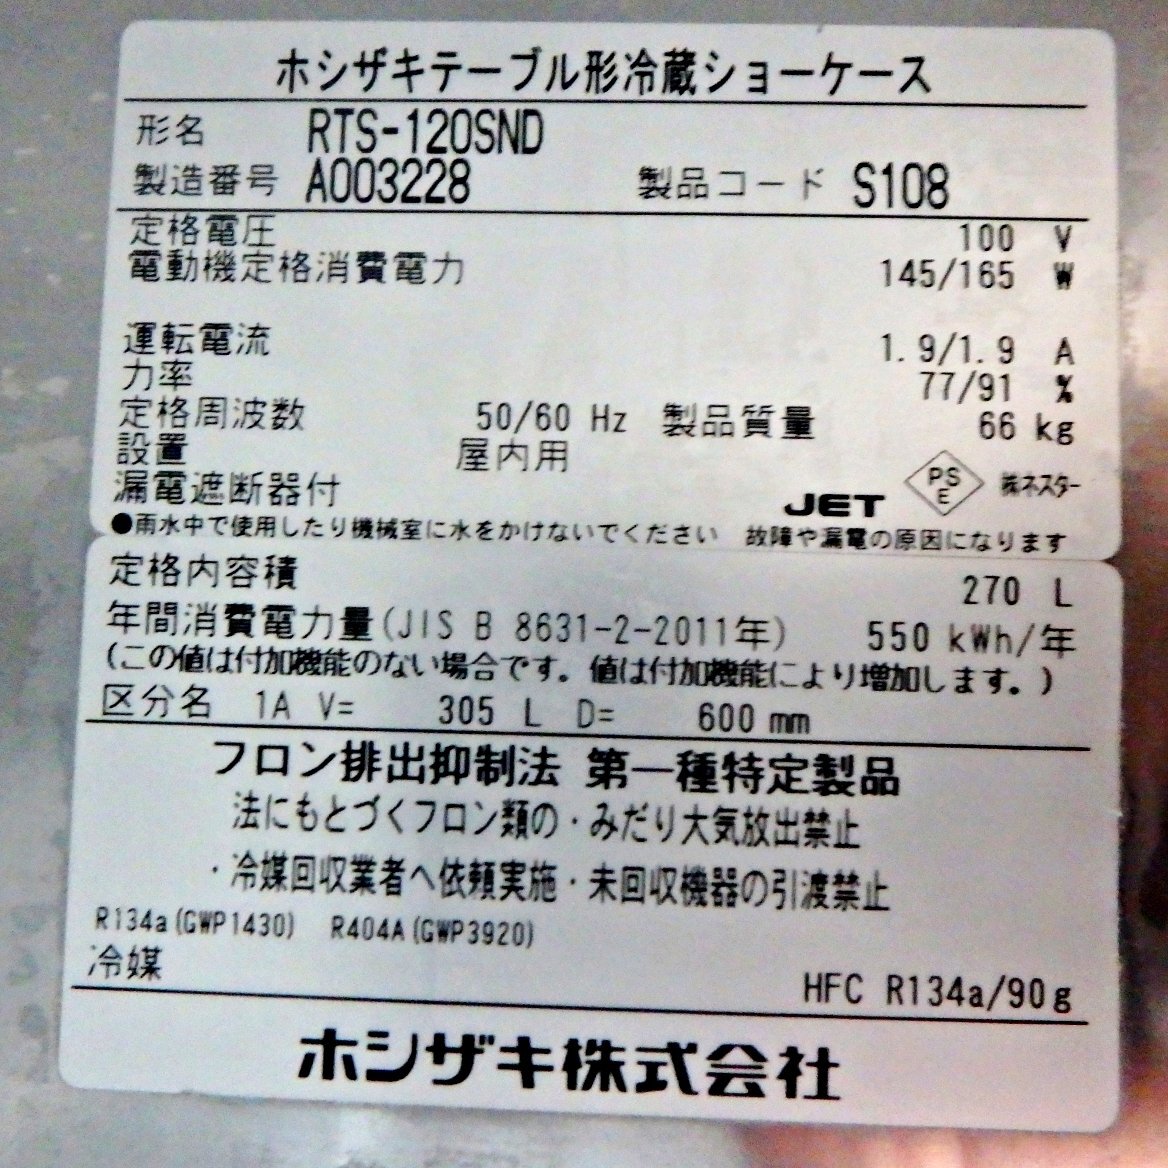 ホシザキテーブル形冷蔵ショーケース
形名 RTS-120SND
製造番号 A003228 製品コード S108
定格電圧 100 V
電動機定格消費電力 145/165 W
運転電流 1.9/1.9 A
力率 77/91 %
定格周波数 50/60 Hz 製品質量 66 kg
設置 屋内用
漏電遮断器付 JET PSE ㈱ネスター
●雨水中で使用したり機械室に水をかけないでください 故障や漏電の原因になります
定格内容積 270 L
年間消費電力量(JIS B 8631-2-2011年) 550 kWh/年
(この値は付加機能のない場合です。値は付加機能により増加します。)
区分名 1A V= 305 L D= 600 mm
フロン排出抑制法 第一種特定製品
法にもとづくフロン類の・みだり大気放出禁止
・冷媒回収業者へ依頼実施・未回収機器の引渡禁止
R134a(GWP1430) R404A(GWP3920)
冷媒 HFC R134a/90g
ホシザキ株式会社